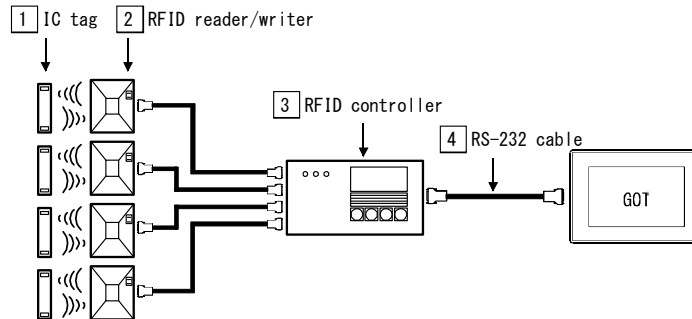 1 IC tag
2 RFID reader/writer
3 RFID controller
4 RS-232 cable
GOT